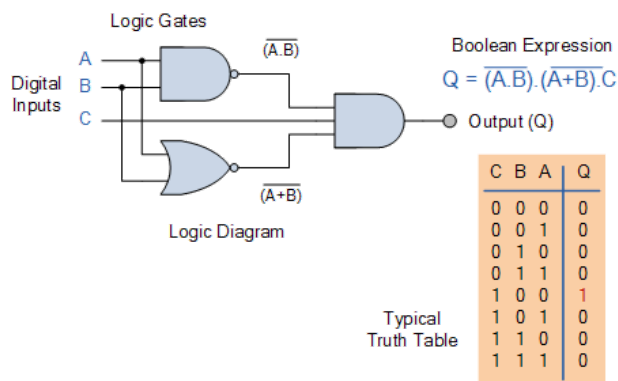 Logic Gates
A
B
C
Digital
Inputs
(A̅.̅B̅)̅
(A̅+̅B̅)̅
Logic Diagram
Boolean Expression
Q = (A̅.̅B̅)̅.(A̅+̅B̅)̅.C
Output (Q)
C B A Q
0 0 0 0
0 0 1 0
0 1 0 0
0 1 1 0
1 0 0 1
1 0 1 0
1 1 0 0
1 1 1 0
Typical
Truth Table